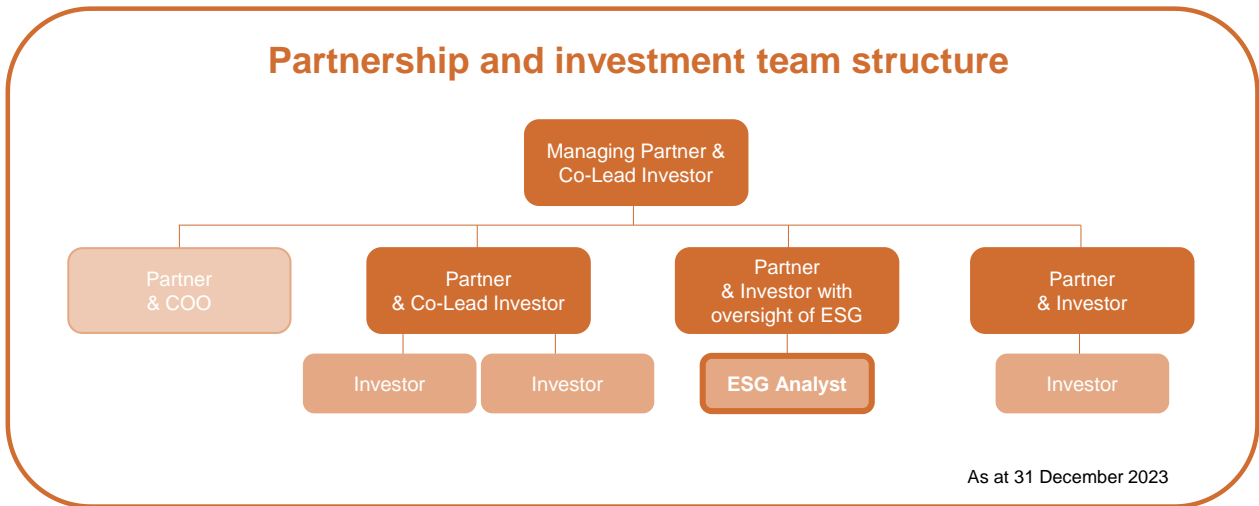 Partnership and investment team structure
Managing Partner &
Co-Lead Investor
Partner
& COO
Partner
& Co-Lead Investor
Partner
& Investor with
oversight of ESG
Partner
& Investor
Investor
Investor
ESG Analyst
Investor
As at 31 December 2023